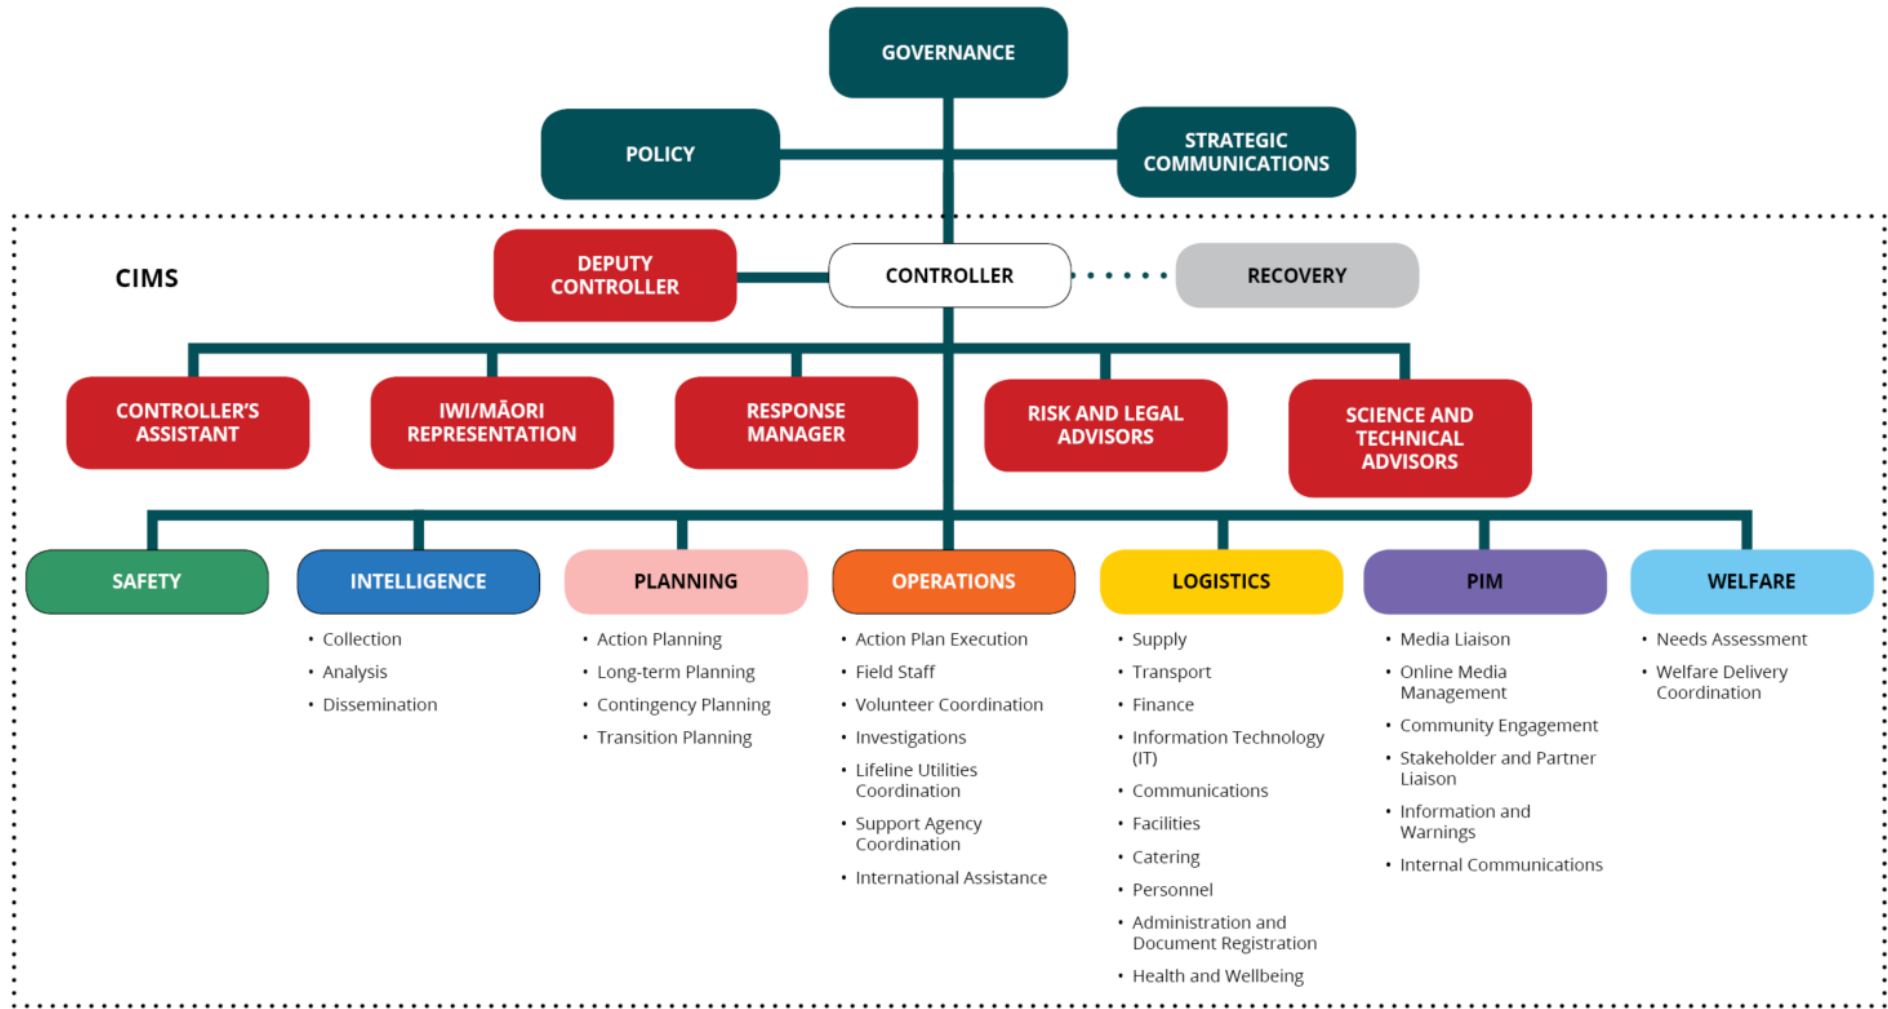 GOVERNANCE
POLICY
STRATEGIC
COMMUNICATIONS
CIMS
DEPUTY
CONTROLLER
CONTROLLER
RECOVERY
CONTROLLER’S
ASSISTANT
IWI/MĀORI
REPRESENTATION
RESPONSE
MANAGER
RISK AND LEGAL
ADVISORS
SCIENCE AND
TECHNICAL
ADVISORS
SAFETY
INTELLIGENCE
• Collection
• Analysis
• Dissemination
PLANNING
• Action Planning
• Long-term Planning
• Contingency Planning
• Transition Planning
OPERATIONS
• Action Plan Execution
• Field Staff
• Volunteer Coordination
• Investigations
• Lifeline Utilities
Coordination
• Support Agency
Coordination
• International Assistance
LOGISTICS
• Supply
• Transport
• Finance
• Information Technology
(IT)
• Communications
• Facilities
• Catering
• Personnel
• Administration and
Document Registration
• Health and Wellbeing
PIM
• Media Liaison
• Online Media
Management
• Community Engagement
• Stakeholder and Partner
Liaison
• Information and
Warnings
• Internal Communications
WELFARE
• Needs Assessment
• Welfare Delivery
Coordination